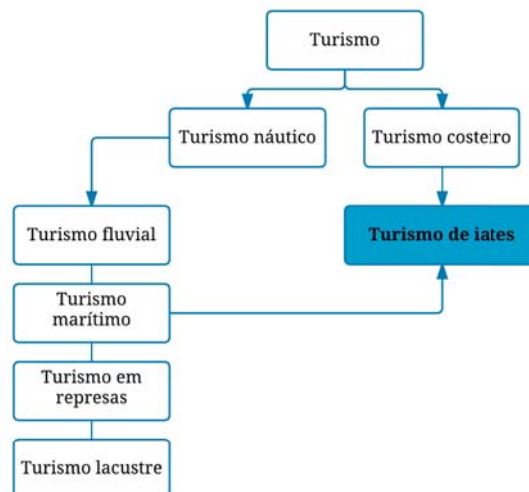 Turismo
Turismo náutico
Turismo costeiro
Turismo fluvial
Turismo de iates
Turismo
marítimo
Turismo em
represas
Turismo lacustre